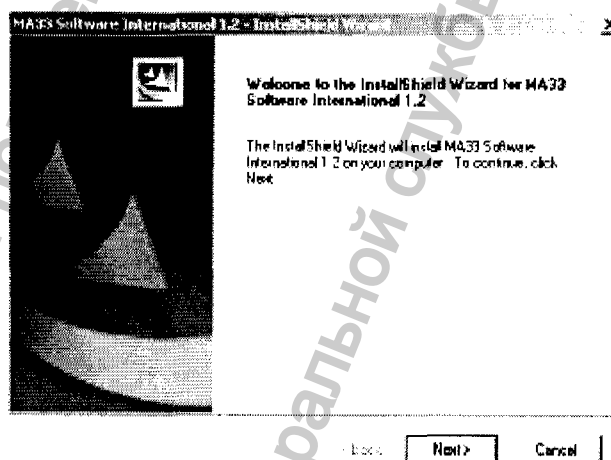 MA33 Software International 1.2 - InstallShield Wizard
Welcome to the InstallShield Wizard for MA33
Software International 1.2
The InstallShield Wizard will install MA33 Software
International 1.2 on your computer. To continue, click
Next
< Back
Next >
Cancel
ральной служб